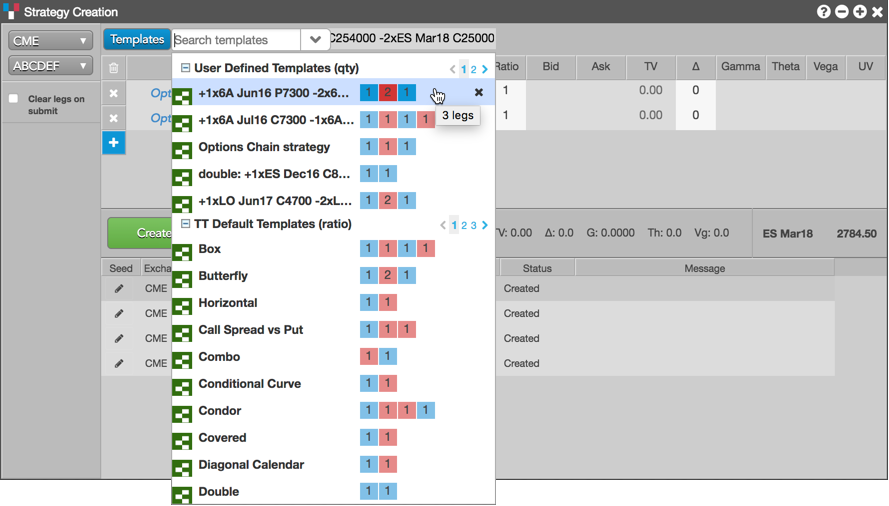 Strategy Creation
CME
ABCDEF
Clear legs on
submit
Templates
Search templates
C254000 -2xES Mar18 C25000
Ratio Bid Ask TV Δ Gamma Theta Vega UV
Opt
1 0.00 0
Opt
1 0.00 0
User Defined Templates (qty)
1 2
+1x6A Jun16 P7300 -2x6... 1 2 1
3 legs
+1x6A Jul16 C7300 -1x6A... 1 1 1 1
Options Chain strategy 1 1 1
double: +1xES Dec16 C8... 1 1
+1xLO Jun17 C4700 -2xL... 1 2 1
TT Default Templates (ratio)
1 2 3
Box 1 1 1 1
Butterfly 1 2 1
Horizontal 1 1
Call Spread vs Put 1 1 1
Combo 1 1
Conditional Curve 1 1
Condor 1 1 1 1
Covered 1 1
Diagonal Calendar 1 1
Double 1 1
Create
TV: 0.00 Δ: 0.0 G: 0.0000 Th: 0.0 Vg: 0.0 ES Mar18 2784.50
Seed Excha Status Message
CME Created
CME Created
CME Created
CME Created